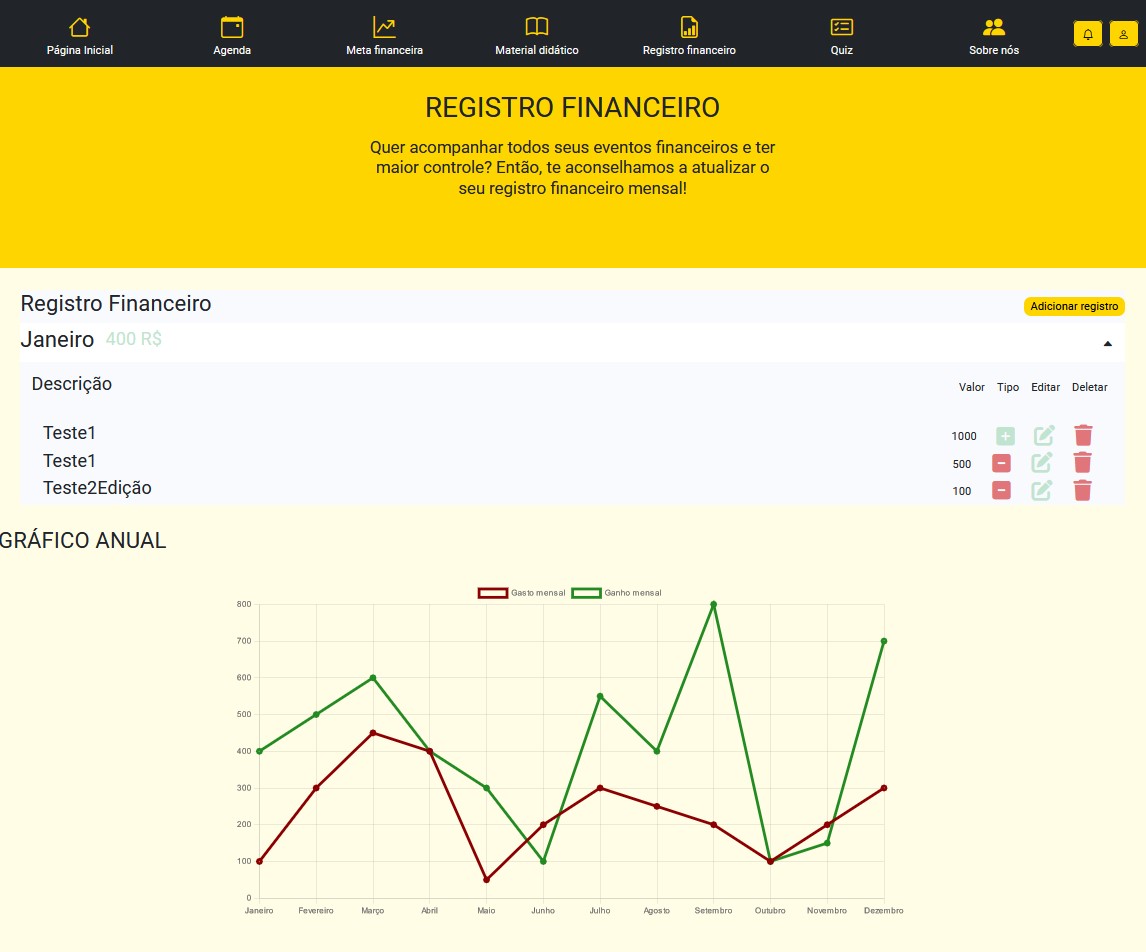 Página Inicial
Agenda
Meta financeira
Material didático
Registro financeiro
Quiz
Sobre nós
REGISTRO FINANCEIRO
Quer acompanhar todos seus eventos financeiros e ter
maior controle? Então, te aconselhamos a atualizar o
seu registro financeiro mensal!
Registro Financeiro
Adicionar registro
Janeiro 400 R$
Descrição Valor Tipo Editar Deletar
Teste1 1000
Teste1 500
Teste2Edição 100
GRÁFICO ANUAL
Gasto mensal Ganho mensal
800
700
600
500
400
300
200
100
0
Janeiro Fevereiro Março Abril Maio Junho Julho Agosto Setembro Outubro Novembro Dezembro